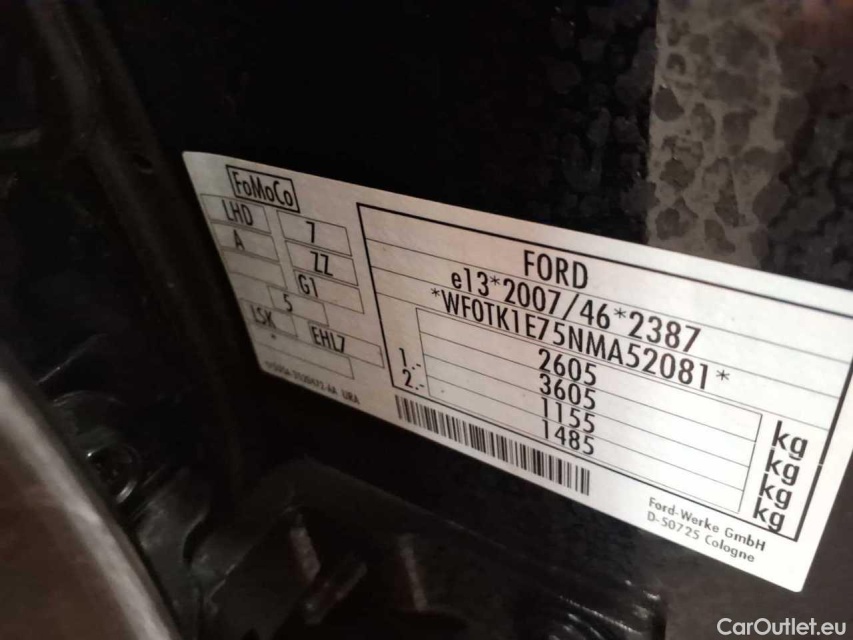 FoMoCo
LHD 7
A ZZ
G1
5
LSK EHLZ
FORD
e13*2007/46*2387
*WF0TK1E75NMA52081*
2605 kg
3605 kg
1.- 1155 kg
2.- 1485 kg
Ford-Werke GmbH
D-50725 Cologne
CarOutlet.eu